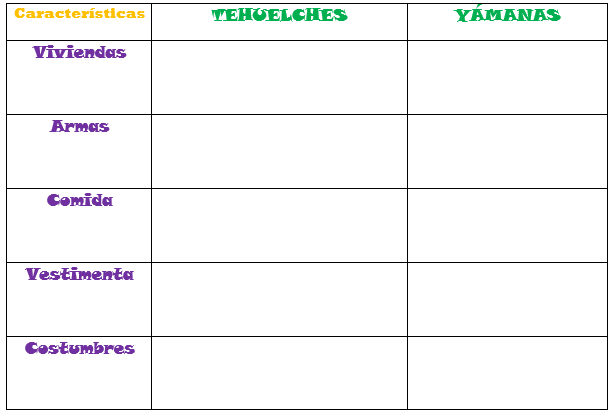 Características TEHUELCHES YÁMANAS
Viviendas
Armas
Comida
Vestimenta
Costumbres